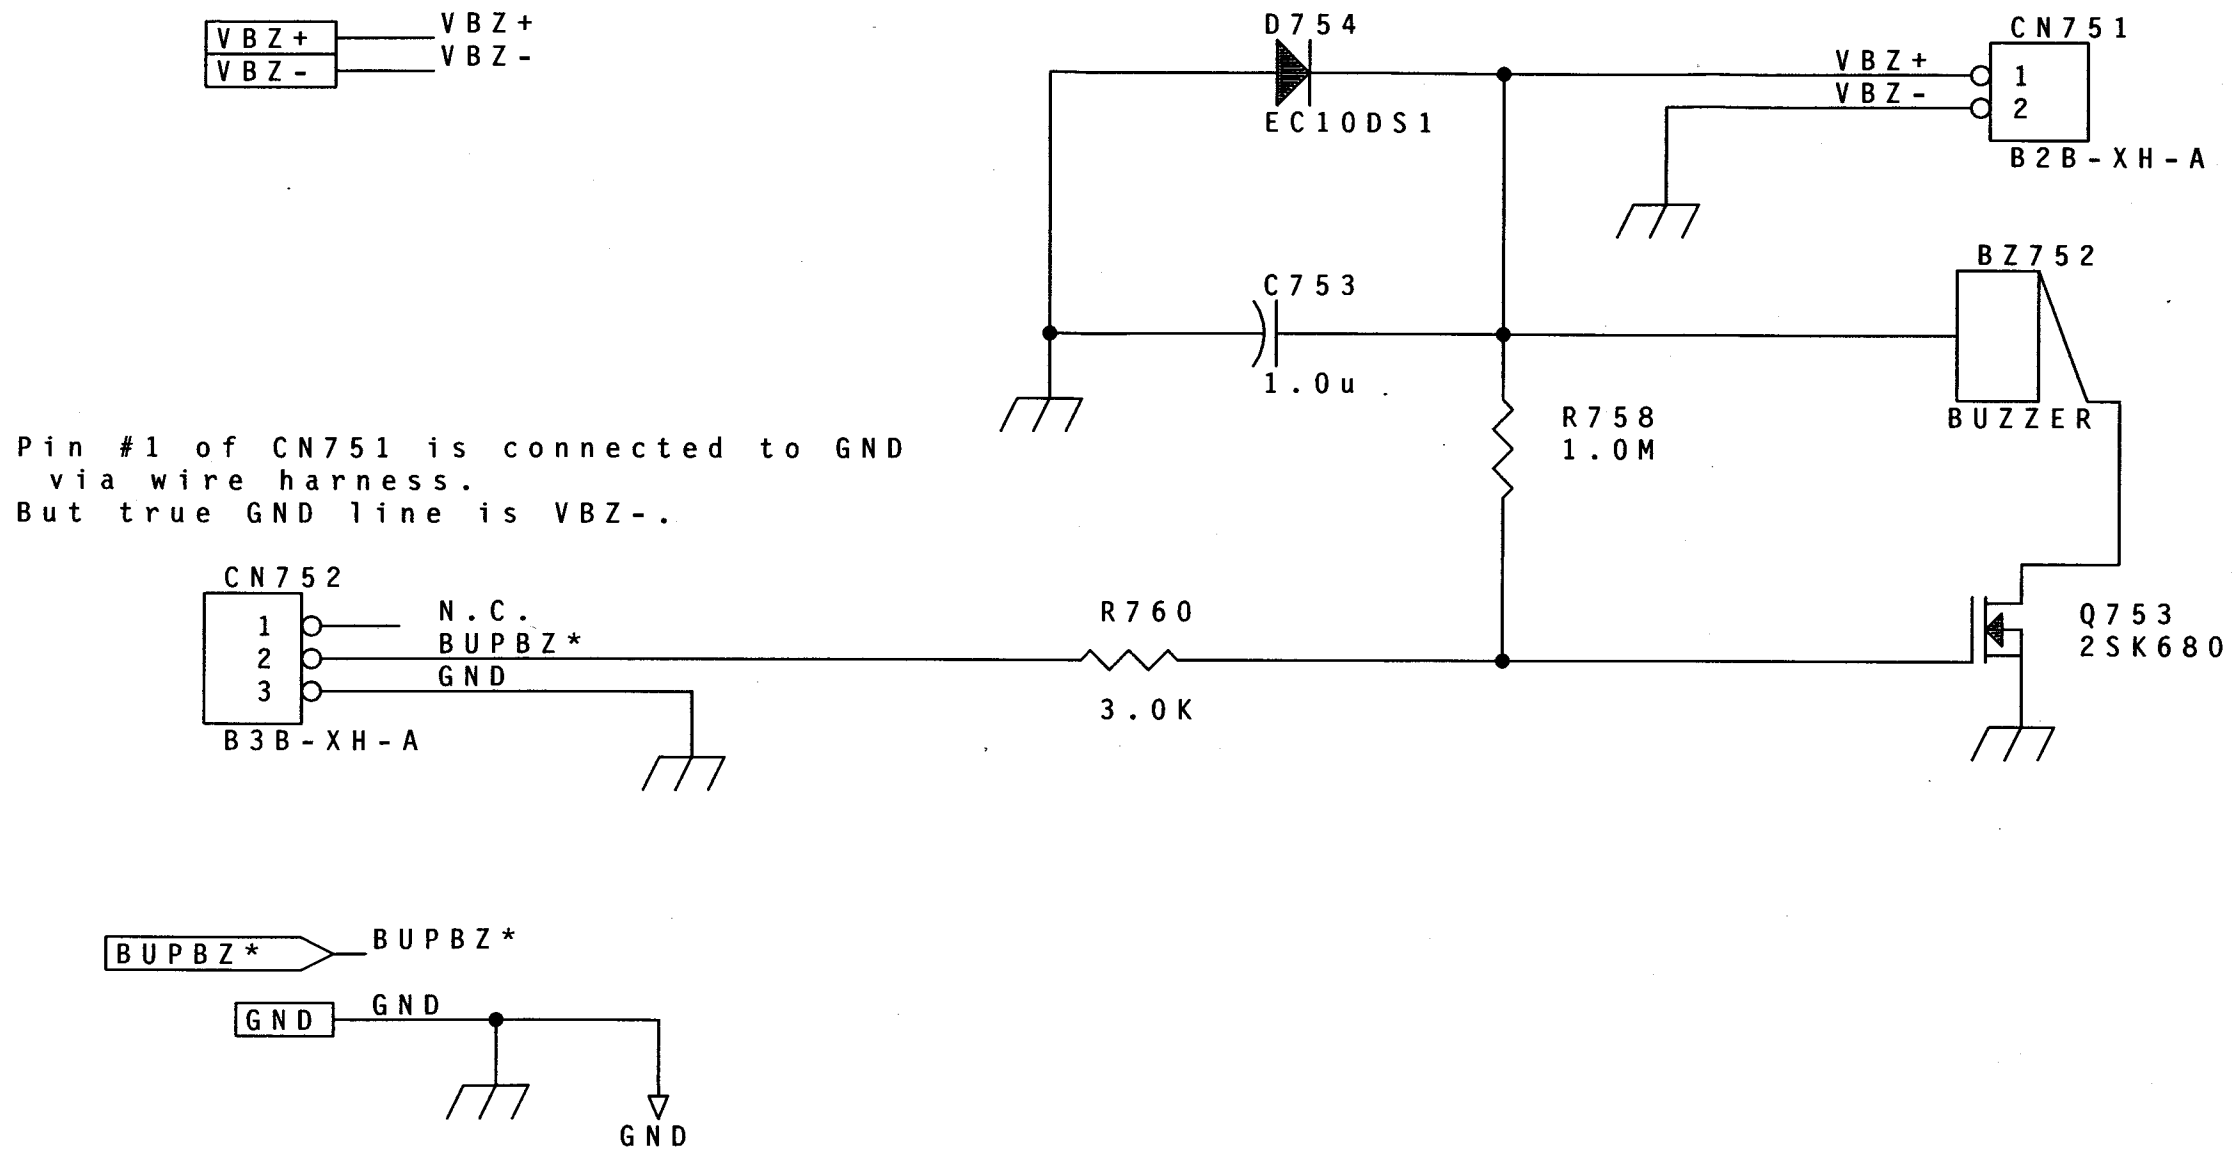 VBZ+ VBZ+
VBZ- VBZ-
D754
EC10DS1
CN751
VBZ+ 1
VBZ- 2
B2B-XH-A
BZ752
BUZZER
C753
1.0u
R758
1.0M
Pin #1 of CN751 is connected to GND
via wire harness.
But true GND line is VBZ-.
CN752
1 N.C.
2 BUPBZ*
3 GND
B3B-XH-A
R760
3.0K
Q753
2SK680
BUPBZ* BUPBZ*
GND GND
GND